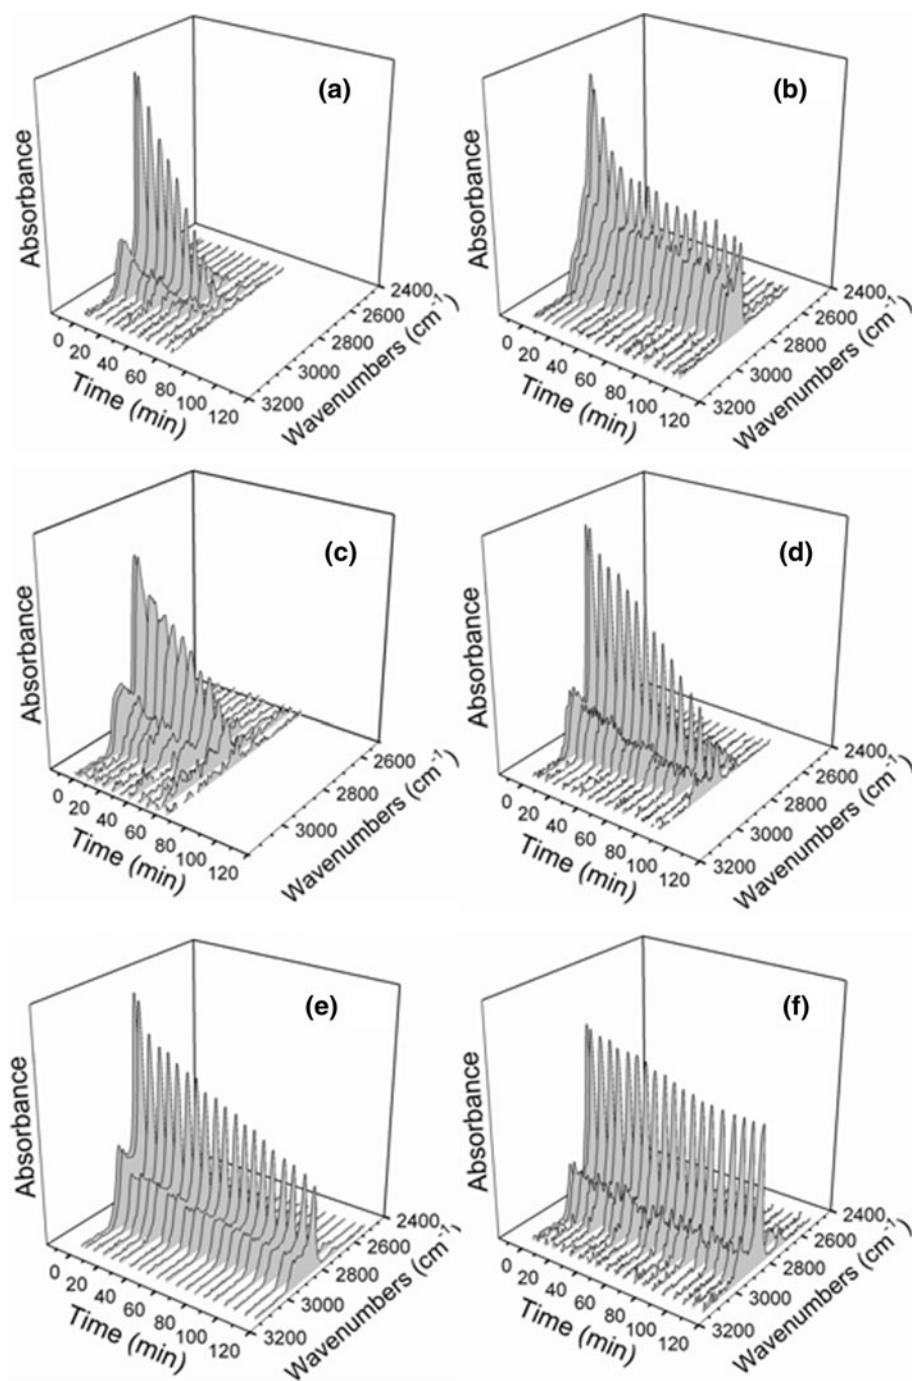 (a)
Absorbance
0 20 40 60 80 100 120
Time (min)
3200 3000 2800 2600 2400
Wavenumbers (cm-1)
(b)
Absorbance
0 20 40 60 80 100 120
Time (min)
3200 3000 2800 2600 2400
Wavenumbers (cm-1)
(c)
Absorbance
0 20 40 60 80 100 120
Time (min)
3000 2800 2600
Wavenumbers (cm-1)
(d)
Absorbance
0 20 40 60 80 100 120
Time (min)
3200 3000 2800 2600 2400
Wavenumbers (cm-1)
(e)
Absorbance
0 20 40 60 80 100 120
Time (min)
3200 3000 2800 2600 2400
Wavenumbers (cm-1)
(f)
Absorbance
0 20 40 60 80 100 120
Time (min)
3200 3000 2800 2600 2400
Wavenumbers (cm-1)